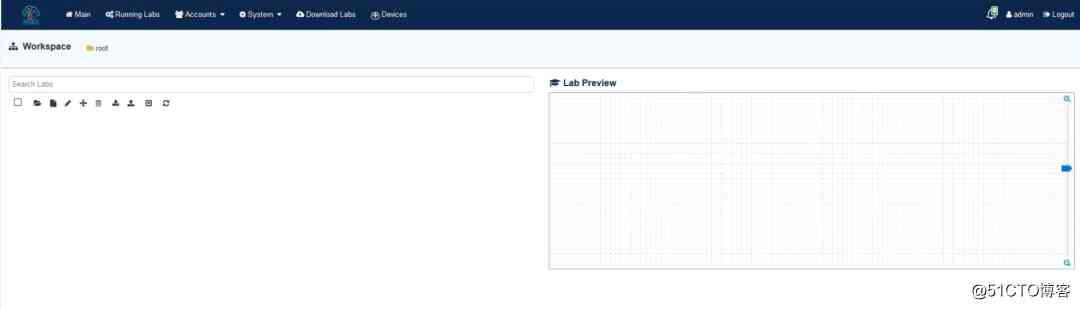 Main Running Labs Accounts System Download Labs Devices admin Logout
Workspace root
Search Labs
Lab Preview
@51CTO博客